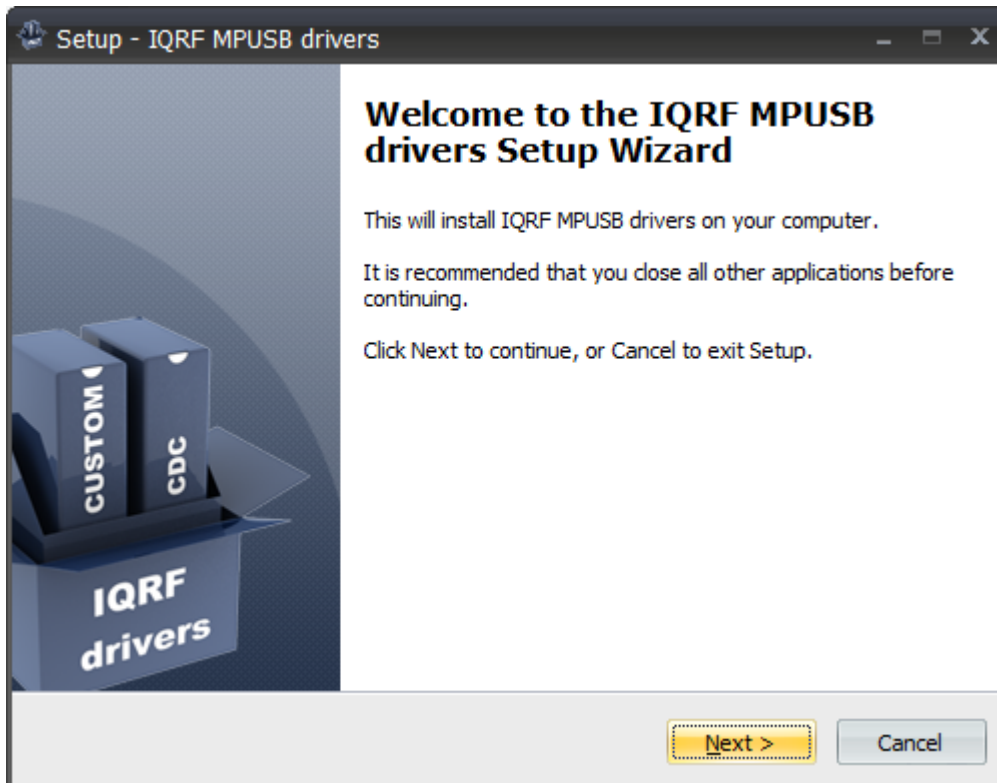 Setup - IQRF MPUSB drivers
Welcome to the IQRF MPUSB
drivers Setup Wizard
This will install IQRF MPUSB drivers on your computer.
It is recommended that you close all other applications before
continuing.
Click Next to continue, or Cancel to exit Setup.
CUSTOM
CDC
IQRF
drivers
Next >
Cancel